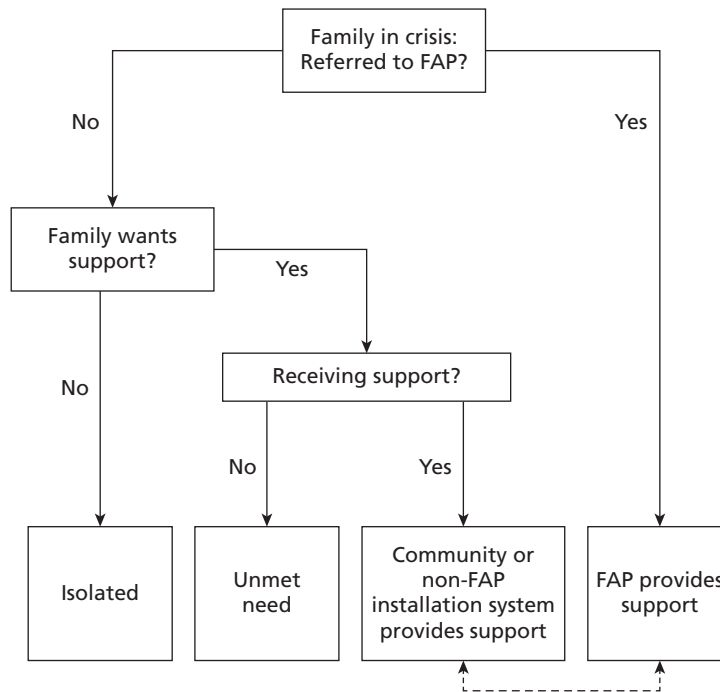 Family in crisis:
Referred to FAP?
No
Yes
Family wants
support?
Yes
Receiving support?
No
No
Yes
Isolated
Unmet
need
Community or
non-FAP
installation system
provides support
FAP provides
support